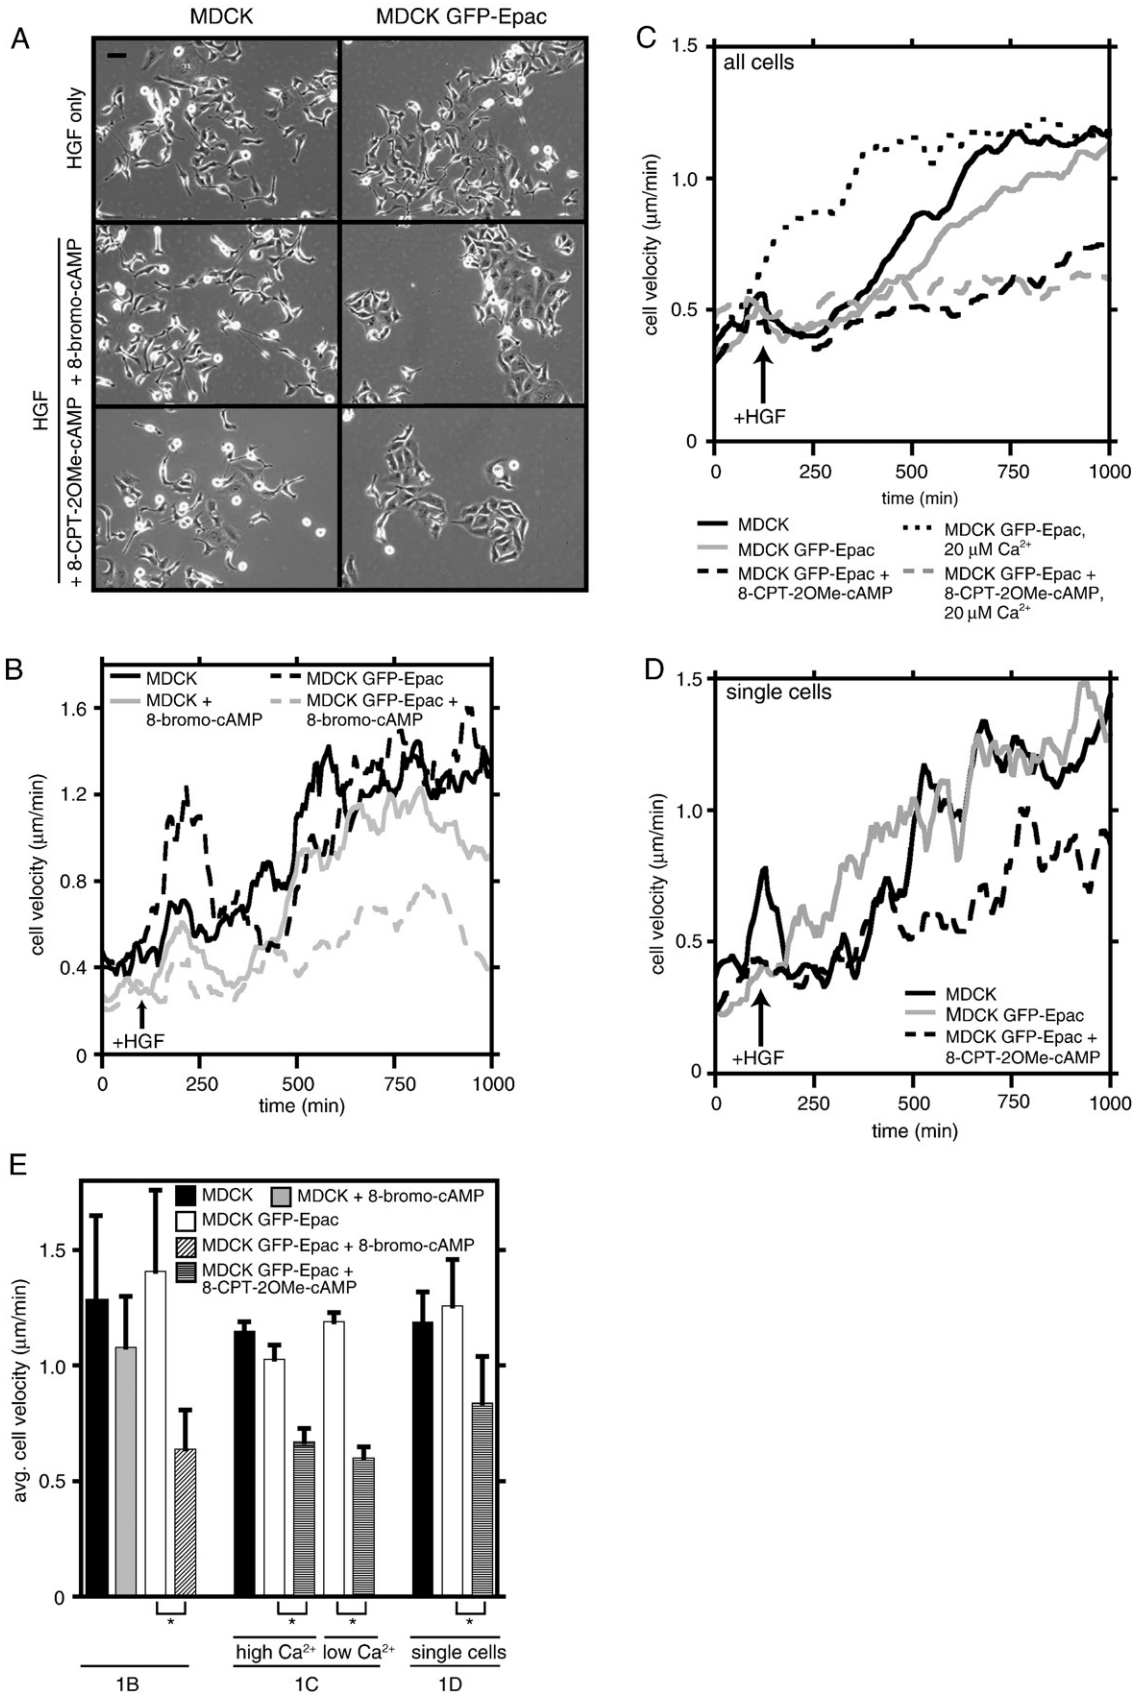 A
MDCK
MDCK GFP-Epac
HGF only
HGF
+ 8-bromo-cAMP
+ 8-CPT-2OMe-cAMP
C
all cells
1.5
1.0
0.5
0
cell velocity (µm/min)
+HGF
0
250
500
750
1000
time (min)
MDCK
MDCK GFP-Epac
MDCK GFP-Epac +
8-CPT-2OMe-cAMP
MDCK GFP-Epac,
20 µM Ca²⁺
MDCK GFP-Epac +
8-CPT-2OMe-cAMP,
20 µM Ca²⁺
B
MDCK
MDCK +
8-bromo-cAMP
MDCK GFP-Epac
MDCK GFP-Epac +
8-bromo-cAMP
1.6
1.2
0.8
0.4
0
cell velocity (µm/min)
+HGF
0
250
500
750
1000
time (min)
D
single cells
1.5
1.0
0.5
0
cell velocity (µm/min)
+HGF
MDCK
MDCK GFP-Epac
MDCK GFP-Epac +
8-CPT-2OMe-cAMP
0
250
500
750
1000
time (min)
E
MDCK
MDCK + 8-bromo-cAMP
MDCK GFP-Epac
MDCK GFP-Epac + 8-bromo-cAMP
MDCK GFP-Epac +
8-CPT-2OMe-cAMP
1.5
1.0
0.5
0
avg. cell velocity (µm/min)
*
*
*
*
high Ca²⁺
low Ca²⁺
single cells
1B
1C
1D